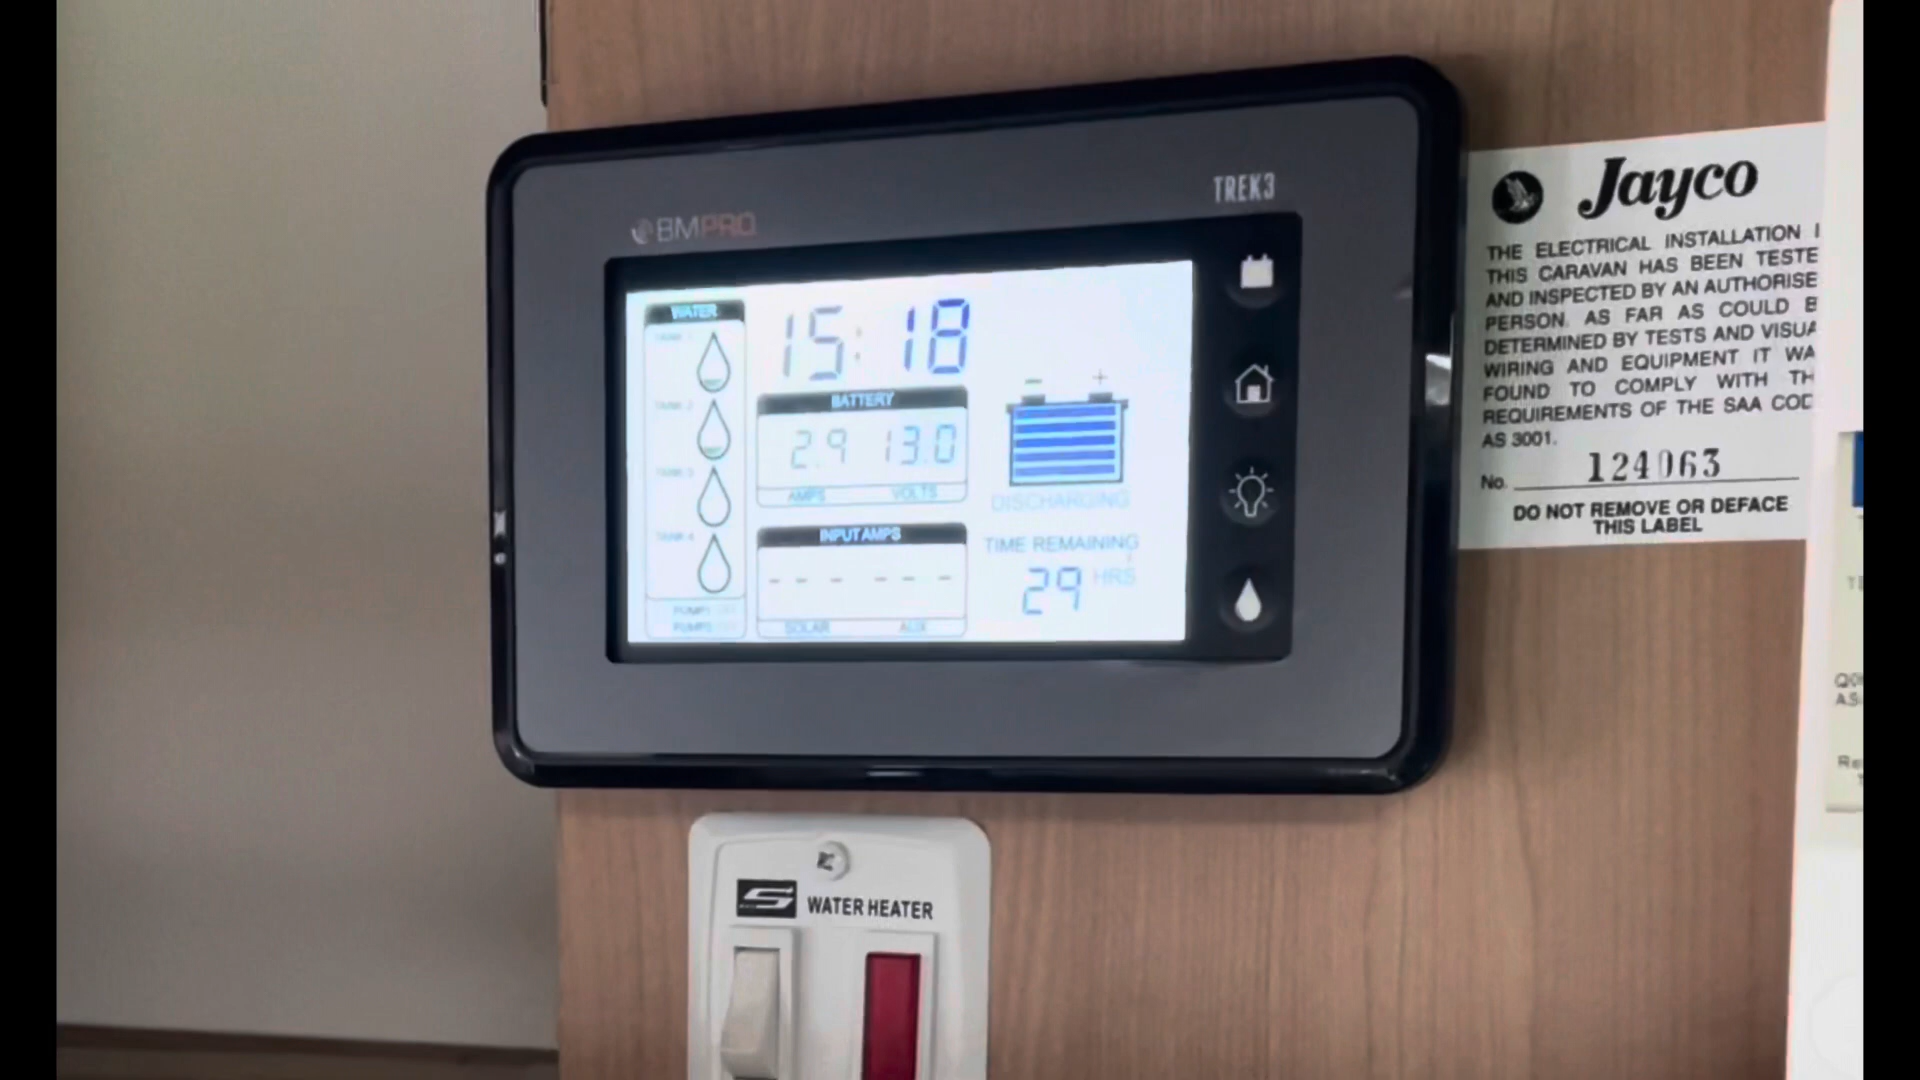 BMPRO
TREK3
WATER
TANK 1
TANK 2
TANK 3
TANK 4
PUMP1 OFF
PUMP2 OFF
15:18
BATTERY
2.9 13.0
AMPS VOLTS
INPUT AMPS
--- ---
SOLAR AUX
- +
DISCHARGING
TIME REMAINING
29 HRS
Jayco
THE ELECTRICAL INSTALLATION
THIS CARAVAN HAS BEEN TESTE
AND INSPECTED BY AN AUTHORISE
PERSON. AS FAR AS COULD B
DETERMINED BY TESTS AND VISUA
WIRING AND EQUIPMENT IT WA
FOUND TO COMPLY WITH TH
REQUIREMENTS OF THE SAA COD
AS 3001.
No. 124063
DO NOT REMOVE OR DEFACE
THIS LABEL
S WATER HEATER